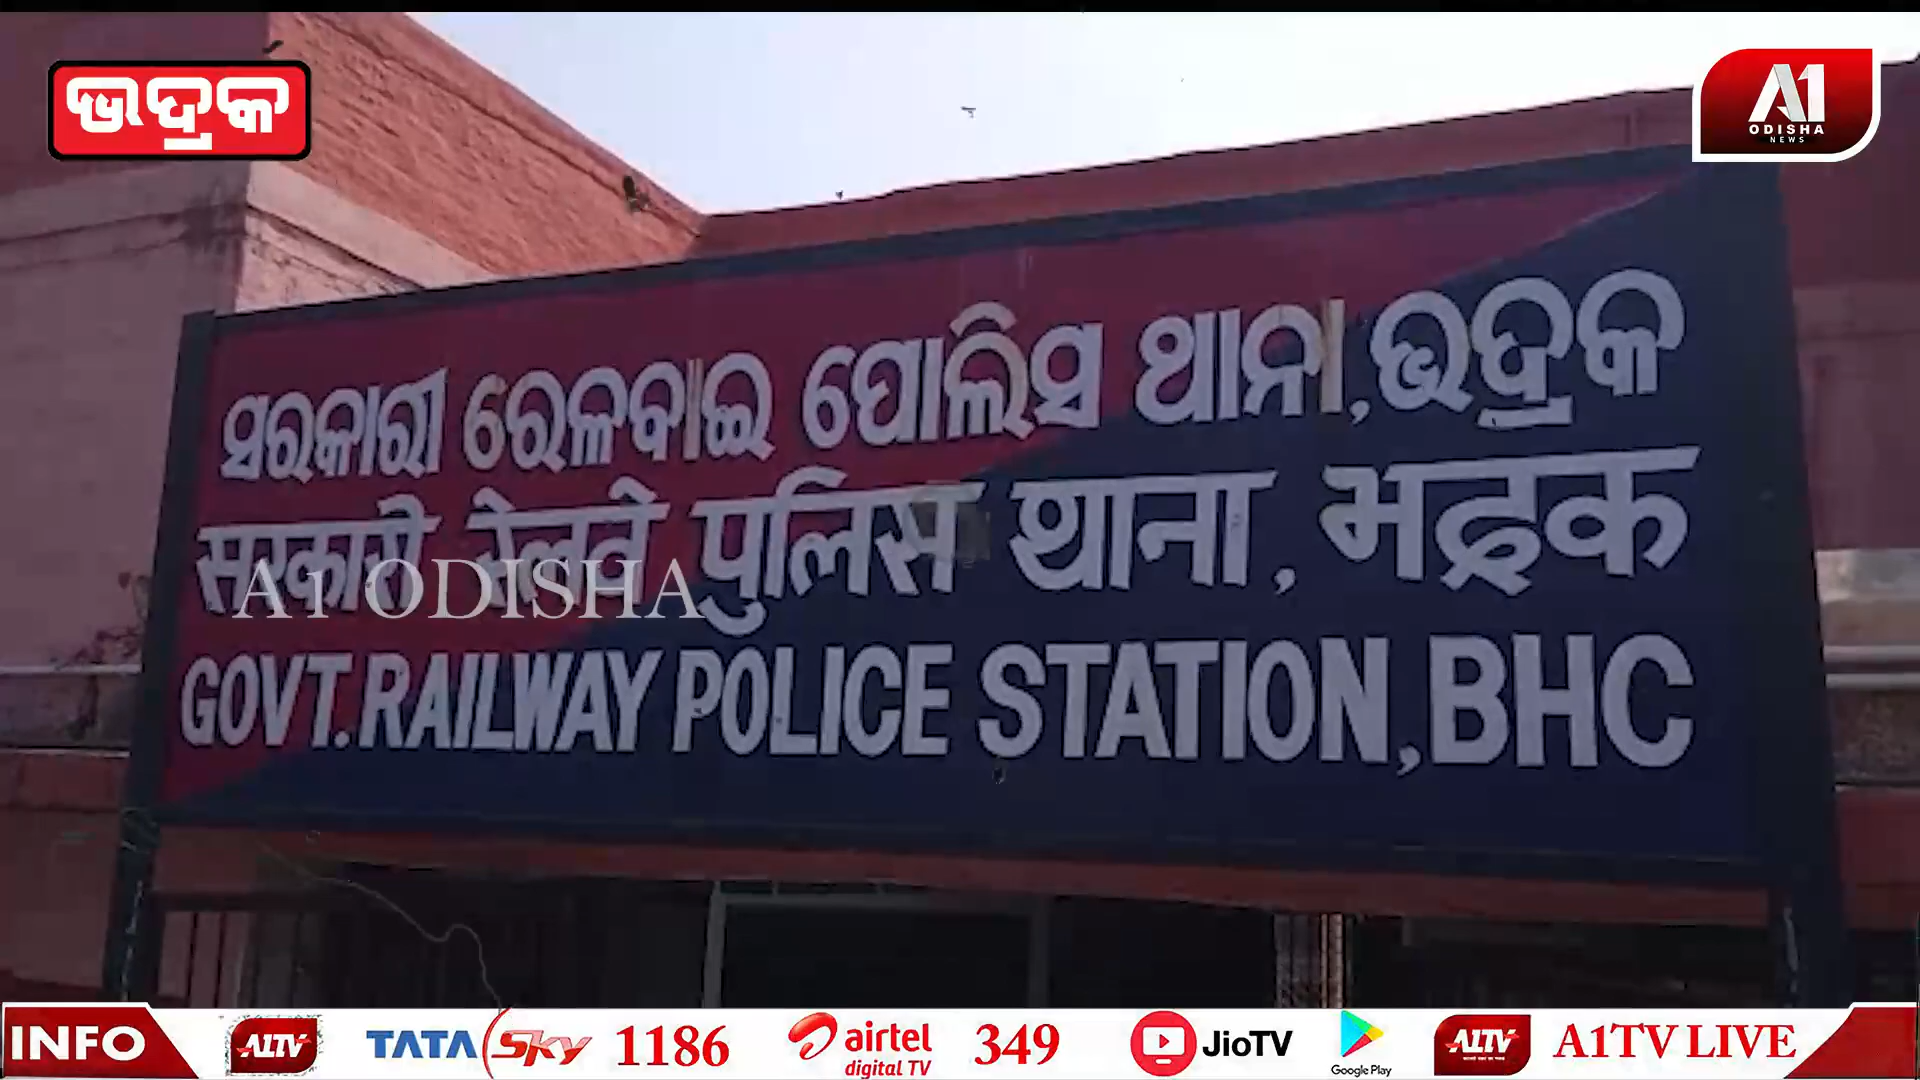 ଭଦ୍ରକ
A1
ODISHA
NEWS
ସରକାରୀ ରେଳବାଇ ପୋଲିସ ଥାନା,ଭଦ୍ରକ
सरकारी रेलवे पुलिस थाना, भद्रक
A1 ODISHA
GOVT.RAILWAY POLICE STATION,BHC
INFO A1TV TATA Sky 1186 airtel digital TV 349 JioTV Google Play A1TV A1TV LIVE